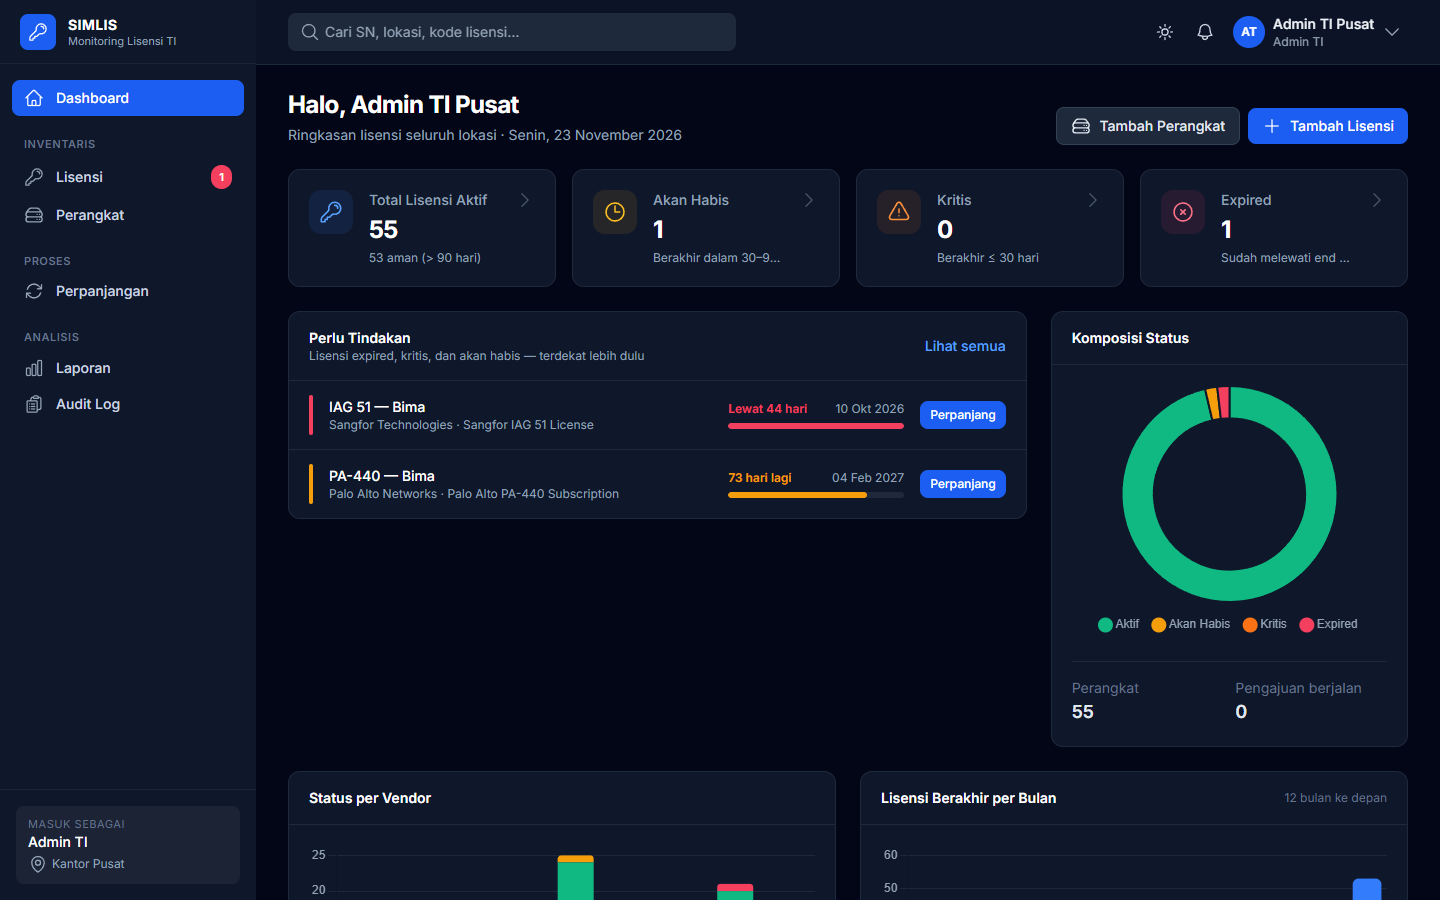 SIMLIS
Monitoring Lisensi TI
Cari SN, lokasi, kode lisensi...
AT
Admin TI Pusat
Admin TI
Dashboard
INVENTARIS
Lisensi
1
Perangkat
PROSES
Perpanjangan
ANALISIS
Laporan
Audit Log
MASUK SEBAGAI
Admin TI
Kantor Pusat
Halo, Admin TI Pusat
Ringkasan lisensi seluruh lokasi · Senin, 23 November 2026
Tambah Perangkat
Tambah Lisensi
Total Lisensi Aktif
55
53 aman (> 90 hari)
Akan Habis
1
Berakhir dalam 30–9...
Kritis
0
Berakhir ≤ 30 hari
Expired
1
Sudah melewati end ...
Perlu Tindakan
Lisensi expired, kritis, dan akan habis — terdekat lebih dulu
Lihat semua
IAG 51 — Bima
Sangfor Technologies · Sangfor IAG 51 License
Lewat 44 hari
10 Okt 2026
Perpanjang
PA-440 — Bima
Palo Alto Networks · Palo Alto PA-440 Subscription
73 hari lagi
04 Feb 2027
Perpanjang
Komposisi Status
Aktif
Akan Habis
Kritis
Expired
Perangkat
55
Pengajuan berjalan
0
Status per Vendor
25
20
Lisensi Berakhir per Bulan
12 bulan ke depan
60
50